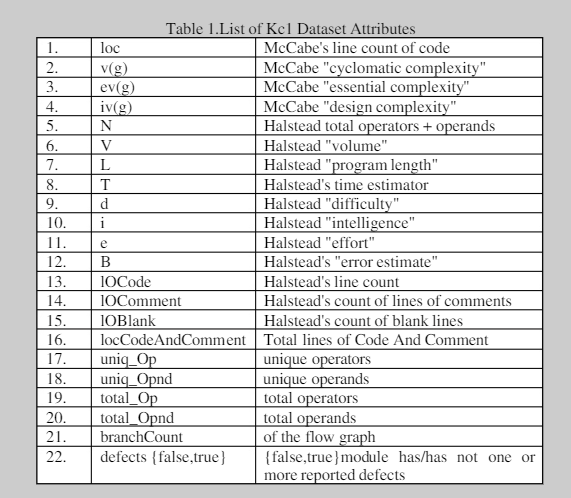 Table 1.List of Kc1 Dataset Attributes
1. loc McCabe's line count of code
2. v(g) McCabe "cyclomatic complexity"
3. ev(g) McCabe "essential complexity"
4. iv(g) McCabe "design complexity"
5. N Halstead total operators + operands
6. V Halstead "volume"
7. L Halstead "program length"
8. T Halstead's time estimator
9. d Halstead "difficulty"
10. i Halstead "intelligence"
11. e Halstead "effort"
12. B Halstead's "error estimate"
13. lOCode Halstead's line count
14. lOComment Halstead's count of lines of comments
15. lOBlank Halstead's count of blank lines
16. locCodeAndComment Total lines of Code And Comment
17. uniq_Op unique operators
18. uniq_Opnd unique operands
19. total_Op total operators
20. total_Opnd total operands
21. branchCount of the flow graph
22. defects {false,true} {false,true}module has/has not one or
more reported defects